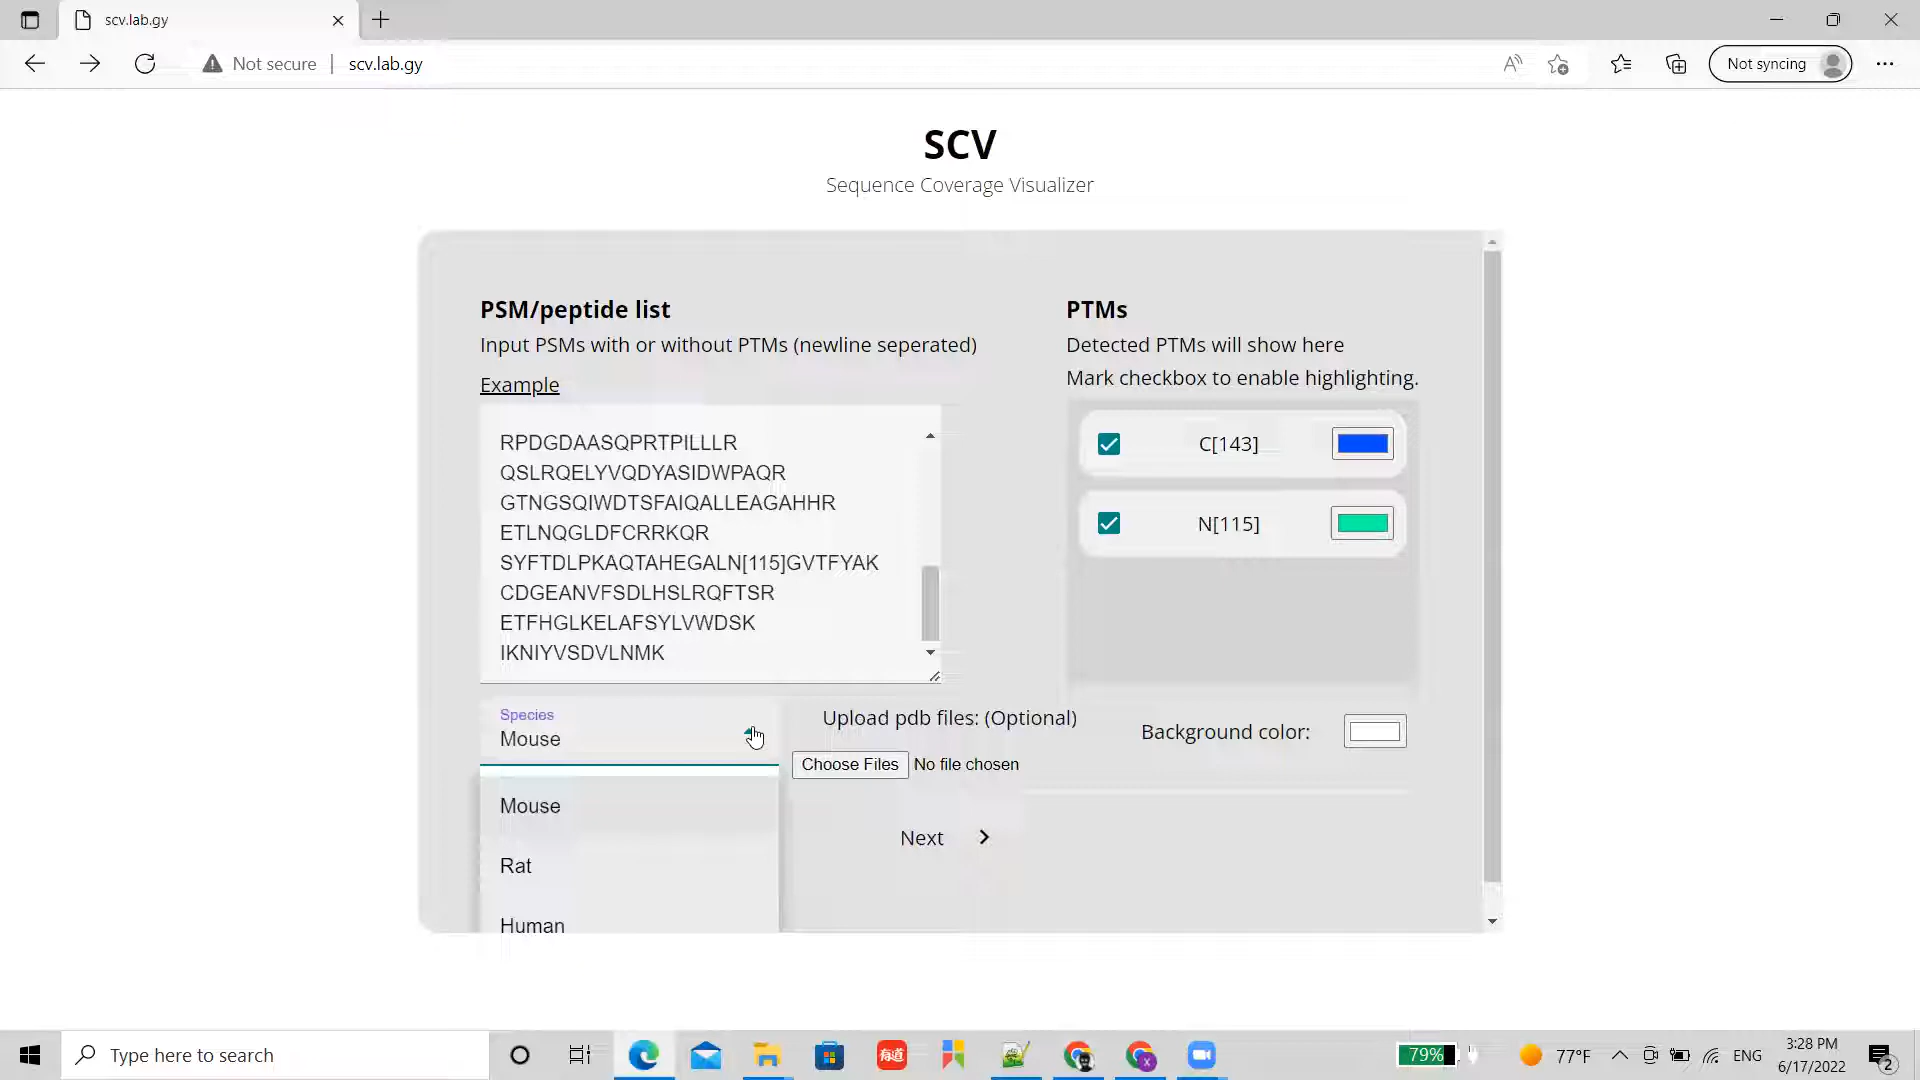 scv.lab.gy
Not secure
scv.lab.gy
Not syncing
SCV
Sequence Coverage Visualizer
PSM/peptide list
Input PSMs with or without PTMs (newline seperated)
Example
RPDGDAASQPRTPILLLR
QSLRQELYVQDYASIDWPAQR
GTNGSQIWDTSFAIQALLEAGAHHR
ETLNQGLDFCRRKQR
SYFTDLPKAQTAHEGALN[115]GVTFYAK
CDGEANVFSDLHSLRQFTSR
ETFHGLKELAFSYLVWDSK
IKNIYVSDVLNMK
PTMs
Detected PTMs will show here
Mark checkbox to enable highlighting.
C[143]
N[115]
Species
Mouse
Mouse
Rat
Human
Upload pdb files: (Optional)
Choose Files No file chosen
Background color:
Next
Type here to search
有道
79%
77°F
ENG
3:28 PM
6/17/2022
2